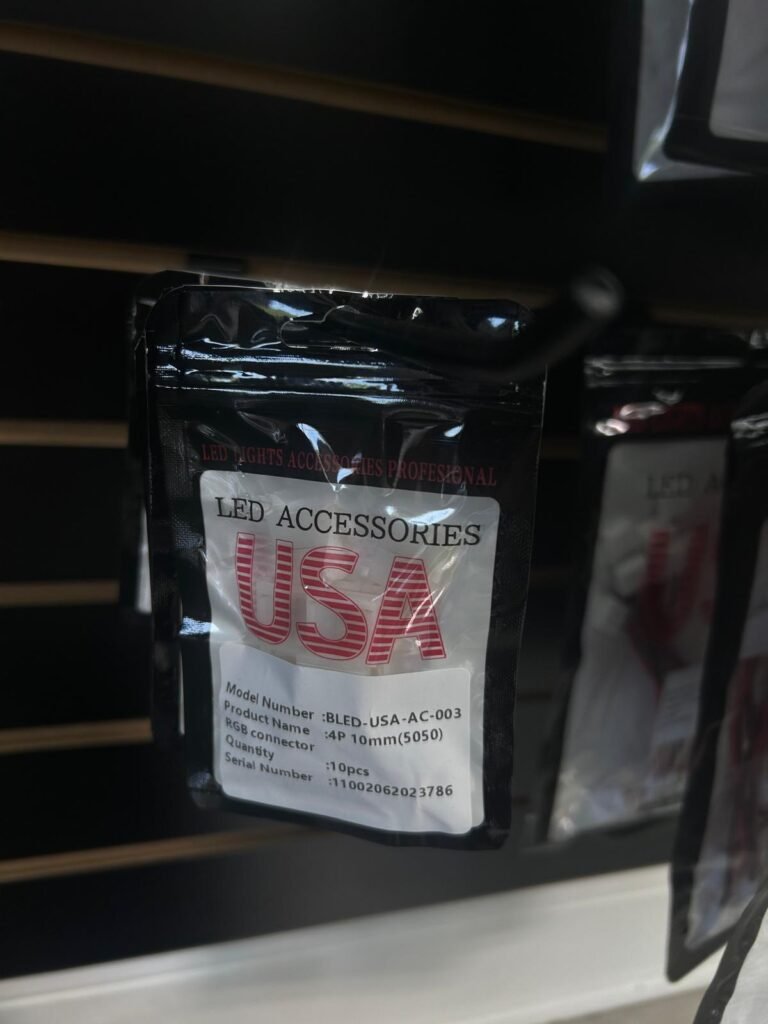 LED LIGHTS ACCESSORIES PROFESIONAL
LED ACCESSORIES
USA
Model Number :BLED-USA-AC-003
Product Name :4P 10mm(5050)
RGB connector
Quantity :10pcs
Serial Number :11002062023786
LED A
U